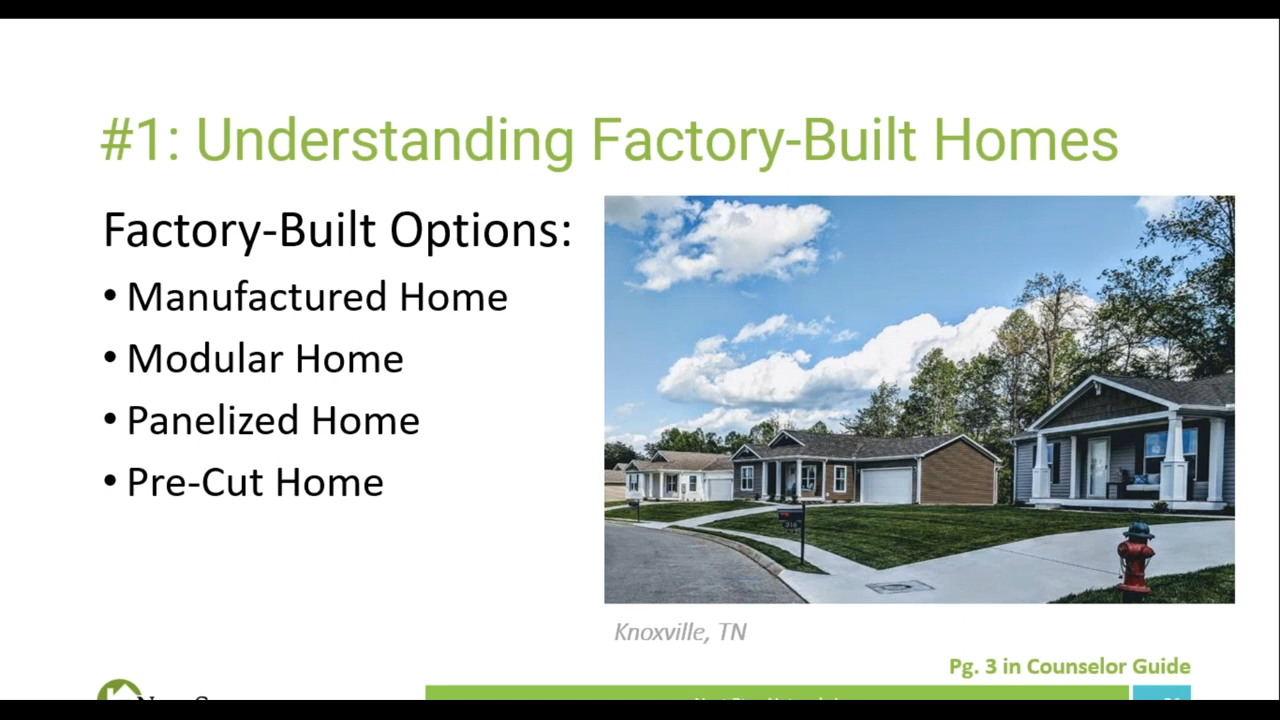 #1: Understanding Factory-Built Homes
Factory-Built Options:
• Manufactured Home
• Modular Home
• Panelized Home
• Pre-Cut Home
Knoxville, TN
Pg. 3 in Counselor Guide